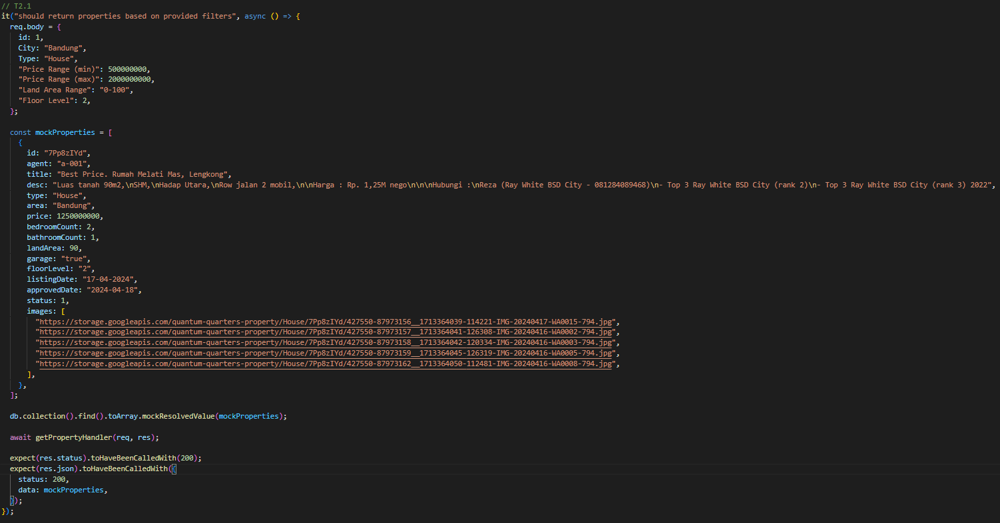 // T2.1
it("should return properties based on provided filters", async () => {
req.body = {
id: 1,
City: "Bandung",
Type: "House",
"Price Range (min)": 500000000,
"Price Range (max)": 2000000000,
"Land Area Range": "0-100",
"Floor Level": 2,
};
const mockProperties = [
{
id: "7Pp8zIYd",
agent: "a-001",
title: "Best Price. Rumah Melati Mas, Lengkong",
desc: "Luas tanah 90m2,\nSHM,\nHadap Utara,\nRow jalan 2 mobil,\n\nHarga : Rp. 1,25M nego\n\n\nHubungi :\nReza (Ray White BSD City - 081284089468)\n- Top 3 Ray White BSD City (rank 2)\n- Top 3 Ray White BSD City (rank 3) 2022",
type: "House",
area: "Bandung",
price: 1250000000,
bedroomCount: 2,
bathroomCount: 1,
landArea: 90,
garage: "true",
floorLevel: "2",
listingDate: "17-04-2024",
approvedDate: "2024-04-18",
status: 1,
images: [
"https://storage.googleapis.com/quantum-quarters-property/House/7Pp8zIYd/427550-87973156__1713364039-114221-IMG-20240417-WA0015-794.jpg",
"https://storage.googleapis.com/quantum-quarters-property/House/7Pp8zIYd/427550-87973157__1713364041-126308-IMG-20240416-WA0002-794.jpg",
"https://storage.googleapis.com/quantum-quarters-property/House/7Pp8zIYd/427550-87973158__1713364042-120334-IMG-20240416-WA0003-794.jpg",
"https://storage.googleapis.com/quantum-quarters-property/House/7Pp8zIYd/427550-87973159__1713364045-126319-IMG-20240416-WA0005-794.jpg",
"https://storage.googleapis.com/quantum-quarters-property/House/7Pp8zIYd/427550-87973162__1713364050-112481-IMG-20240416-WA0008-794.jpg",
],
},
];
db.collection().find().toArray.mockResolvedValue(mockProperties);
await getPropertyHandler(req, res);
expect(res.status).toHaveBeenCalledWith(200);
expect(res.json).toHaveBeenCalledWith({
status: 200,
data: mockProperties,
});
});